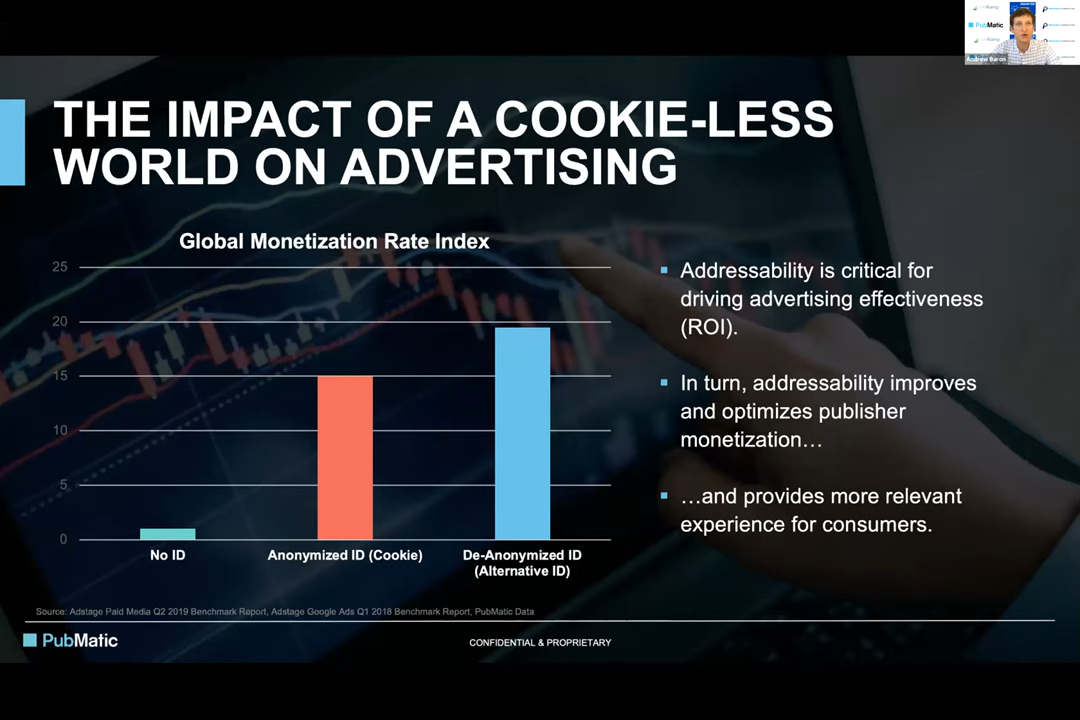 PubMatic
Andrew Baron
THE IMPACT OF A COOKIE-LESS
WORLD ON ADVERTISING
Global Monetization Rate Index
25
20
15
10
5
0
No ID
Anonymized ID (Cookie)
De-Anonymized ID
(Alternative ID)
Addressability is critical for
driving advertising effectiveness
(ROI).
In turn, addressability improves
and optimizes publisher
monetization…
…and provides more relevant
experience for consumers.
Source: Adstage Paid Media Q2 2019 Benchmark Report, Adstage Google Ads Q1 2018 Benchmark Report, PubMatic Data
PubMatic
CONFIDENTIAL & PROPRIETARY